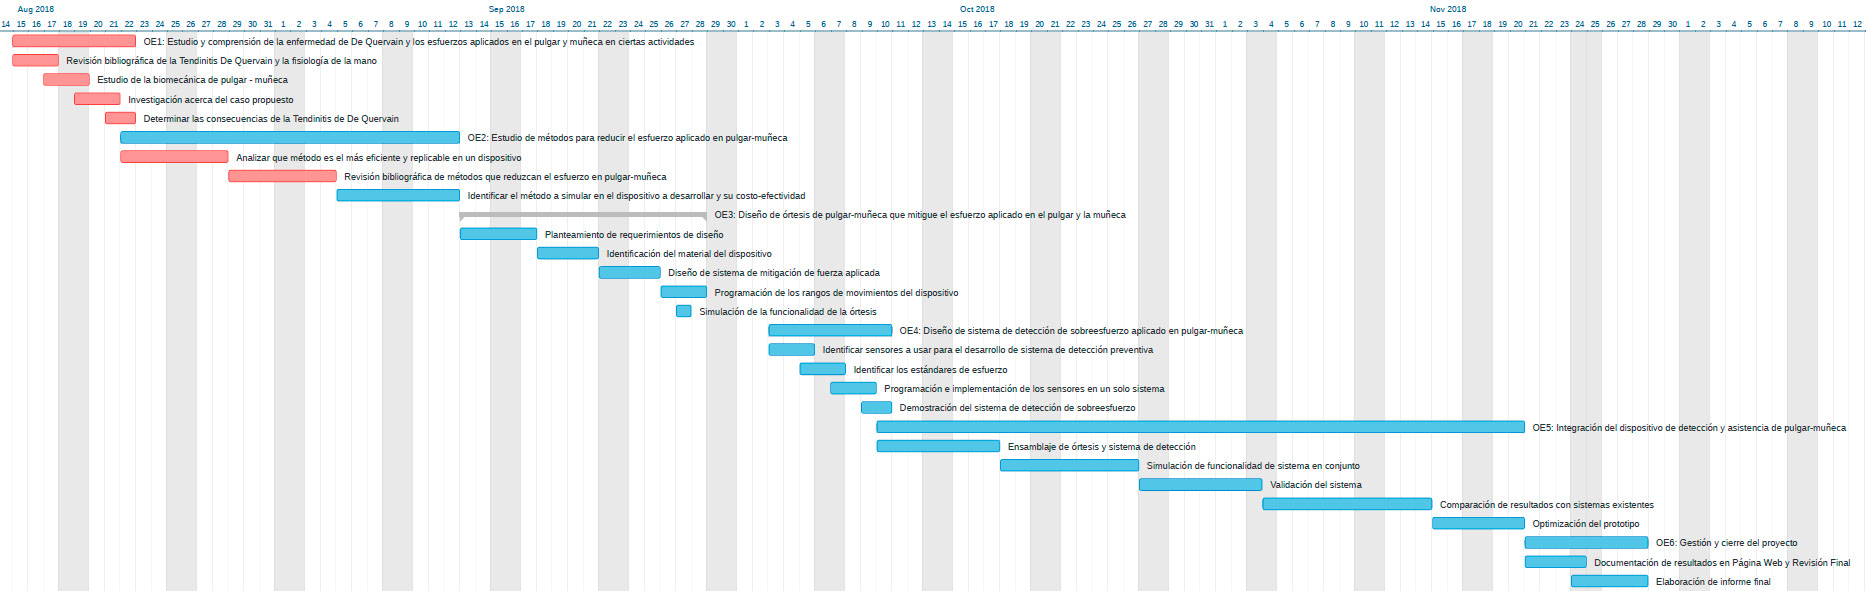 Aug 2018 Sep 2018 Oct 2018 Nov 2018
14 15 16 17 18 19 20 21 22 23 24 25 26 27 28 29 30 31 1 2 3 4 5 6 7 8 9 10 11 12 13 14 15 16 17 18 19 20 21 22 23 24 25 26 27 28 29 30 1 2 3 4 5 6 7 8 9 10 11 12 13 14 15 16 17 18 19 20 21 22 23 24 25 26 27 28 29 30 31 1 2 3 4 5 6 7 8 9 10 11 12 13 14 15 16 17 18 19 20 21 22 23 24 25 26 27 28 29 30 1 2 3 4 5 6 7 8 9 10 11 12
OE1: Estudio y comprensión de la enfermedad de De Quervain y los esfuerzos aplicados en el pulgar y muñeca en ciertas actividades
Revisión bibliográfica de la Tendinitis De Quervain y la fisiología de la mano
Estudio de la biomecánica de pulgar - muñeca
Investigación acerca del caso propuesto
Determinar las consecuencias de la Tendinitis de De Quervain
OE2: Estudio de métodos para reducir el esfuerzo aplicado en pulgar-muñeca
Analizar que método es el más eficiente y replicable en un dispositivo
Revisión bibliográfica de métodos que reduzcan el esfuerzo en pulgar-muñeca
Identificar el método a simular en el dispositivo a desarrollar y su costo-efectividad
OE3: Diseño de órtesis de pulgar-muñeca que mitigue el esfuerzo aplicado en el pulgar y la muñeca
Planteamiento de requerimientos de diseño
Identificación del material del dispositivo
Diseño de sistema de mitigación de fuerza aplicada
Programación de los rangos de movimientos del dispositivo
Simulación de la funcionalidad de la órtesis
OE4: Diseño de sistema de detección de sobreesfuerzo aplicado en pulgar-muñeca
Identificar sensores a usar para el desarrollo de sistema de detección preventiva
Identificar los estándares de esfuerzo
Programación e implementación de los sensores en un solo sistema
Demostración del sistema de detección de sobreesfuerzo
OE5: Integración del dispositivo de detección y asistencia de pulgar-muñeca
Ensamblaje de órtesis y sistema de detección
Simulación de funcionalidad de sistema en conjunto
Validación del sistema
Comparación de resultados con sistemas existentes
Optimización del prototipo
OE6: Gestión y cierre del proyecto
Documentación de resultados en Página Web y Revisión Final
Elaboración de informe final